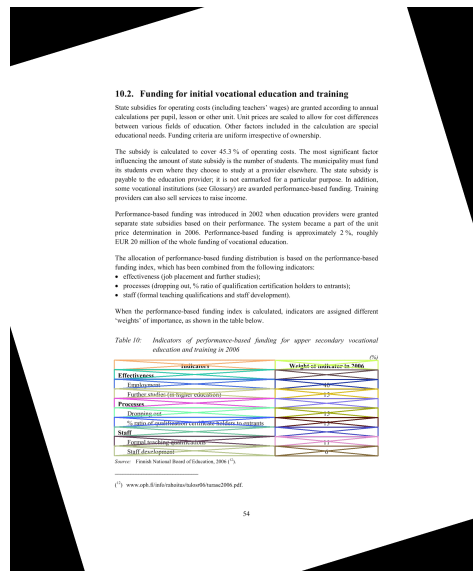 10.2. Funding for initial vocational education and training
State subsidies for operating costs (including teachers' wages) are granted according to annual
calculations per pupil, lesson or other unit. Unit prices are scaled to allow for cost differences
between various fields of education. Other factors included in the calculation are special
educational needs. Funding criteria are uniform irrespective of ownership.
The subsidy is calculated to cover 45.3 % of operating costs. The most significant factor
influencing the amount of state subsidy is the number of students. The municipality must fund
its students even where they choose to study at a provider elsewhere. The state subsidy is
payable to the education provider; it is not earmarked for a particular purpose. In addition,
some vocational institutions (see Glossary) are awarded performance-based funding. Training
providers can also sell services to raise income.
Performance-based funding was introduced in 2002 when education providers were granted
separate state subsidies based on their performance. The system became a part of the unit
price determination in 2006. Performance-based funding is approximately 2 %, roughly
EUR 20 million of the whole funding of vocational education.
The allocation of performance-based funding distribution is based on the performance-based
funding index, which has been combined from the following indicators:
• effectiveness (job placement and further studies);
• processes (dropping out, % ratio of qualification certificate holders to entrants);
• staff (formal teaching qualifications and staff development).
When the performance-based funding index is calculated, indicators are assigned different
'weights' of importance, as shown in the table below.
Table 10: Indicators of performance-based funding for upper secondary vocational
education and training in 2006
(%)
Indicators Weight of indicator in 2006
Effectiveness
Employment
Further studies (in higher education)
Processes
Dropping out
% ratio of qualification certificate holders to entrants
Staff
Formal teaching qualifications
Staff development
Source: Finnish National Board of Education, 2006 (12).
(12) www.oph.fi/info/rahoitus/tulosr06/tunac2006.pdf.
54